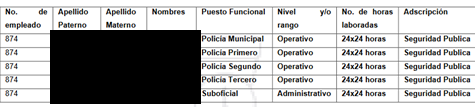 No. de empleado Apellido Paterno Apellido Materno Nombres Puesto Funcional Nivel y/o rango No. de horas laboradas Adscripción
874 Policía Municipal Operativo 24x24 horas Seguridad Publica
874 Policía Primero Operativo 24x24 horas Seguridad Publica
874 Policía Segundo Operativo 24x24 horas Seguridad Publica
874 Policía Tercero Operativo 24x24 horas Seguridad Publica
874 Suboficial Administrativo 24x24 horas Seguridad Publica